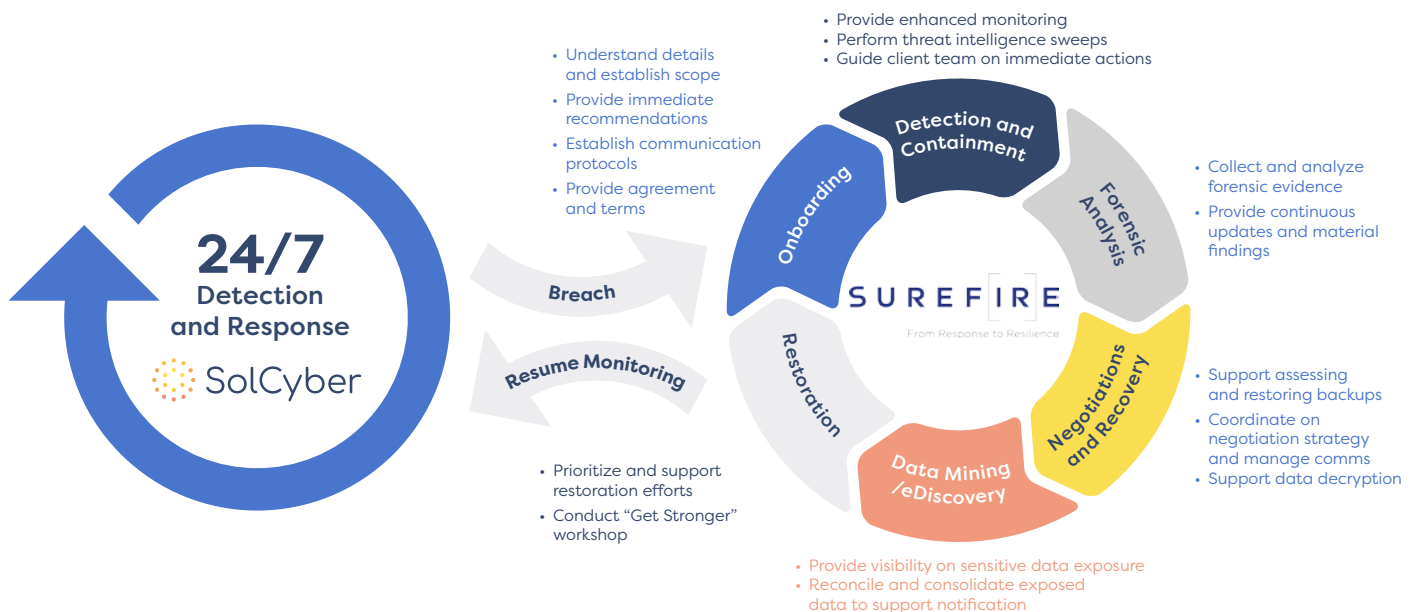 24/7
Detection
and Response
SolCyber
Breach
Resume Monitoring
• Understand details
and establish scope
• Provide immediate
recommendations
• Establish communication
protocols
• Provide agreement
and terms
Onboarding
• Provide enhanced monitoring
• Perform threat intelligence sweeps
• Guide client team on immediate actions
Detection and
Containment
Forensic
Analysis
• Collect and analyze
forensic evidence
• Provide continuous
updates and material
findings
SUREF[I]RE
From Response to Resilience
Negotiations
and Recovery
• Support assessing
and restoring backups
• Coordinate on
negotiation strategy
and manage comms
• Support data decryption
Data Mining
/eDiscovery
• Provide visibility on sensitive data exposure
• Reconcile and consolidate exposed
data to support notification
Restoration
• Prioritize and support
restoration efforts
• Conduct “Get Stronger”
workshop